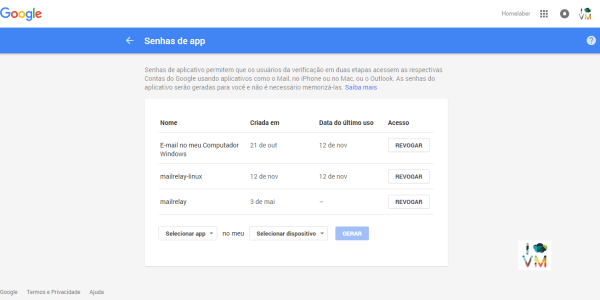 Google
Homelaber
I
VM
Senhas de app
?
Senhas de aplicativo permitem que os usuários da verificação em duas etapas acessem as respectivas
Contas do Google usando aplicativos como o Mail, no iPhone ou no Mac, ou o Outlook. As senhas do
aplicativo serão geradas para você e não é necessário memorizá-las. Saiba mais
Nome Criada em Data do último uso Acesso
E-mail no meu Computador 21 de out 12 de nov REVOGAR
Windows
mailrelay-linux 12 de nov 12 de nov REVOGAR
mailrelay 3 de mai – REVOGAR
Selecionar app no meu Selecionar dispositivo GERAR
I
VM
Google Termos e Privacidade Ajuda